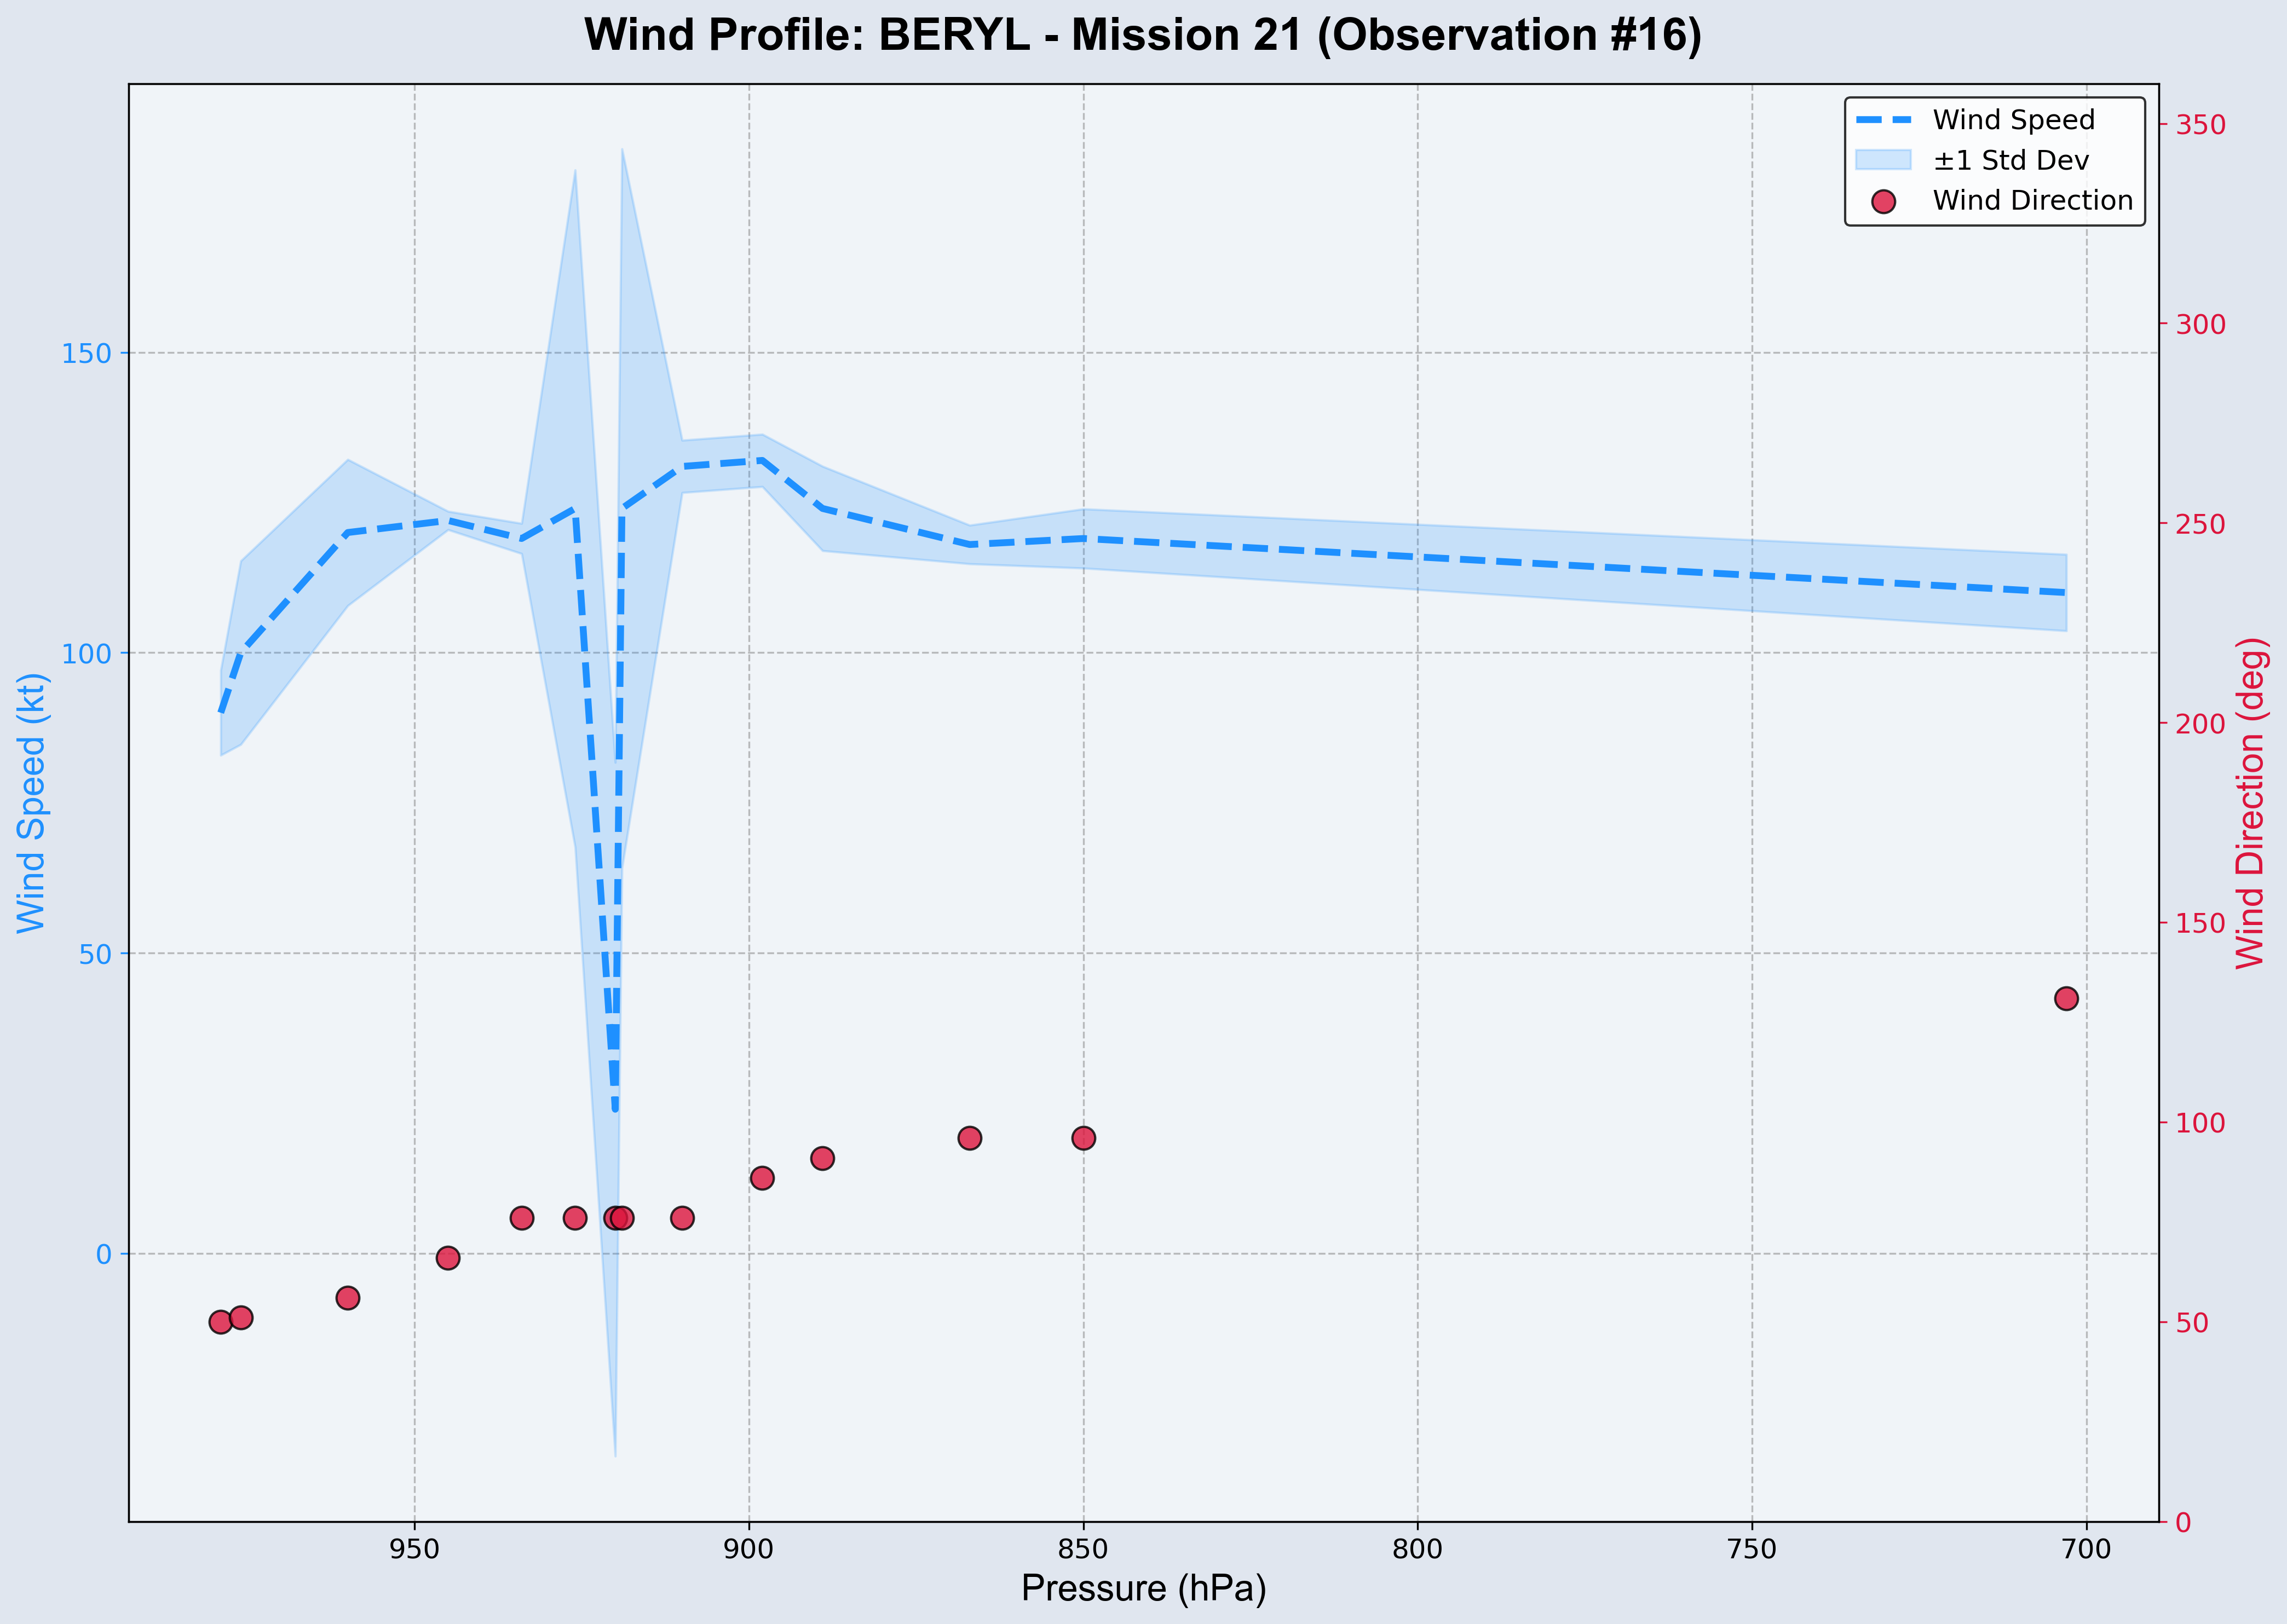 Wind Profile: BERYL - Mission 21 (Observation #16)
Wind Speed
±1 Std Dev
Wind Direction
Wind Speed (kt)
150
100
50
0
350
300
250
200
150
100
50
0
Wind Direction (deg)
950
900
850
800
750
700
Pressure (hPa)